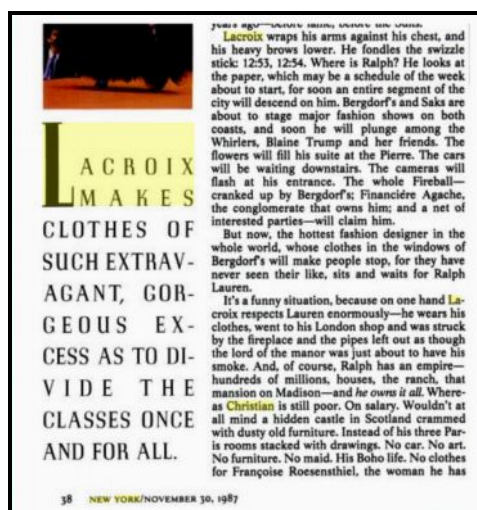 LACROIX
MAKES
CLOTHES OF
SUCH EXTRAV-
AGANT, GOR-
GEOUS EX-
CESS AS TO DI-
VIDE THE
CLASSES ONCE
AND FOR ALL.
years ago—before fame, before the Suits.
Lacroix wraps his arms against his chest, and
his heavy brows lower. He fondles the swizzle
stick: 12:53, 12:54. Where is Ralph? He looks at
the paper, which may be a schedule of the week
about to start, for soon an entire segment of the
city will descend on him. Bergdorf's and Saks are
about to stage major fashion shows on both
coasts, and soon he will plunge among the
Whirlers, Blaine Trump and her friends. The
flowers will fill his suite at the Pierre. The cars
will be waiting downstairs. The cameras will
flash at his entrance. The whole Fireball—
cranked up by Bergdorf's; Financiére Agache,
the conglomerate that owns him; and a net of
interested parties—will claim him.
But now, the hottest fashion designer in the
whole world, whose clothes in the windows of
Bergdorf's will make people stop, for they have
never seen their like, sits and waits for Ralph
Lauren.
It's a funny situation, because on one hand La-
croix respects Lauren enormously—he wears his
clothes, went to his London shop and was struck
by the fireplace and the pipes left out as though
the lord of the manor was just about to have his
smoke. And, of course, Ralph has an empire—
hundreds of millions, houses, the ranch, that
mansion on Madison—and he owns it all. Where-
as Christian is still poor. On salary. Wouldn't at
all mind a hidden castle in Scotland crammed
with dusty old furniture. Instead of his three Par-
is rooms stacked with drawings. No car. No art.
No furniture. No maid. His Boho life. No clothes
for Françoise Roesensthiel, the woman he has
38 NEW YORK/NOVEMBER 30, 1987